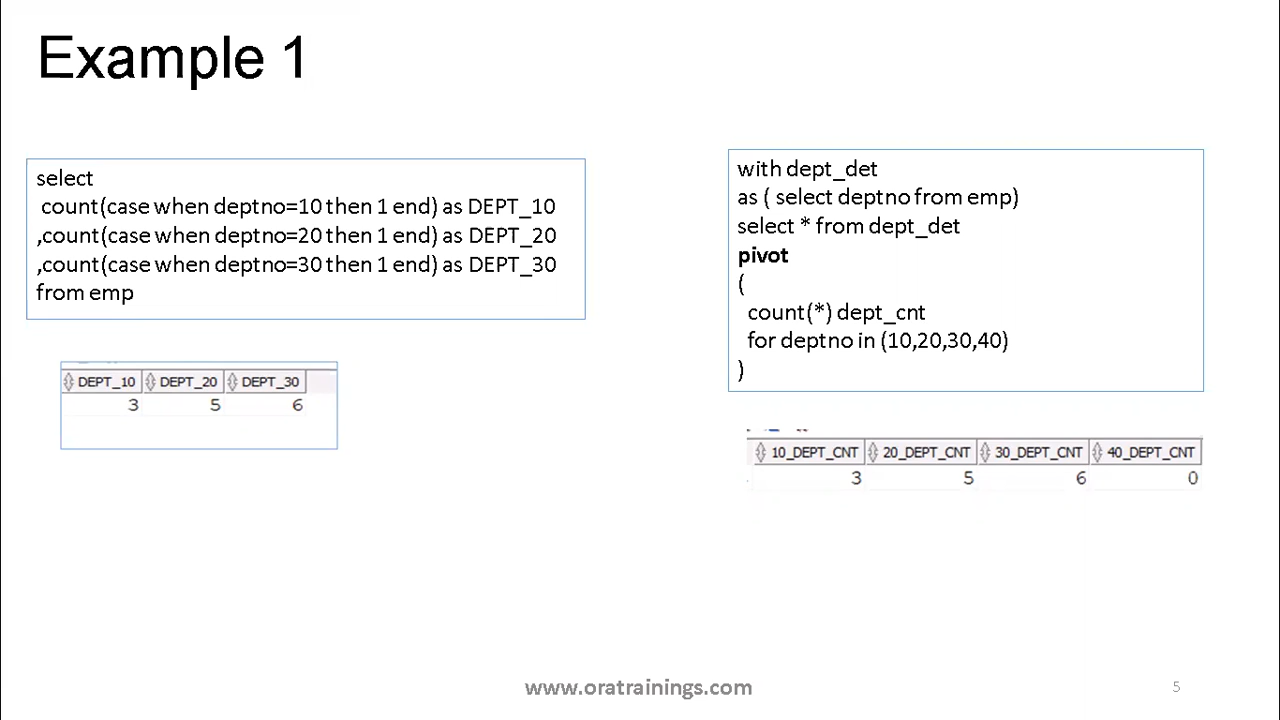 Example 1
select
count(case when deptno=10 then 1 end) as DEPT_10
,count(case when deptno=20 then 1 end) as DEPT_20
,count(case when deptno=30 then 1 end) as DEPT_30
from emp
DEPT_10 DEPT_20 DEPT_30
3 5 6
with dept_det
as ( select deptno from emp)
select * from dept_det
pivot
(
count(*) dept_cnt
for deptno in (10,20,30,40)
)
10_DEPT_CNT 20_DEPT_CNT 30_DEPT_CNT 40_DEPT_CNT
3 5 6 0
www.oratrainings.com
5